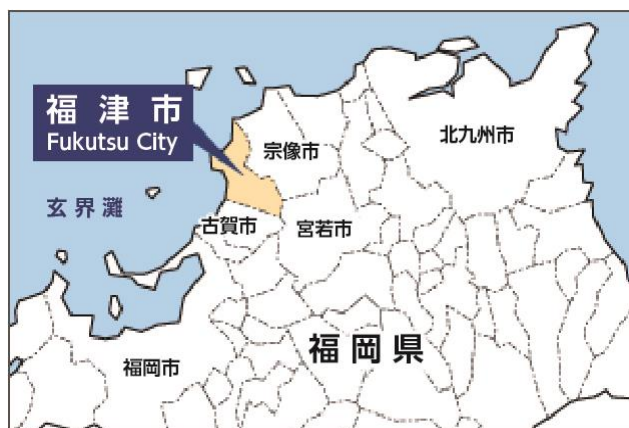 福津市
Fukutsu City
北九州市
宗像市
玄界灘
古賀市
宮若市
福岡県
福岡市